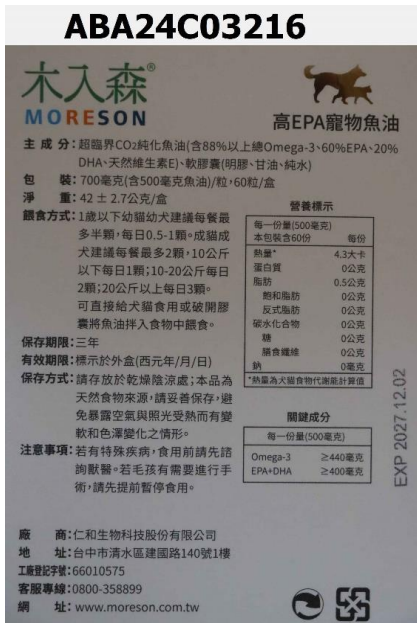 ABA24C03216
木入森®
MORESON
高EPA寵物魚油
主 成 分:超臨界CO2純化魚油(含88%以上總Omega-3、60%EPA、20%
DHA、天然維生素E)、軟膠囊(明膠、甘油、純水)
包 裝:700毫克(含500毫克魚油)/粒,60粒/盒
淨 重:42 ± 2.7公克/盒
餵食方式:1歲以下幼貓幼犬建議每餐最
多半顆,每日0.5-1顆。成貓成
犬建議每餐最多2顆,10公斤
以下每日1顆;10-20公斤每日
2顆;20公斤以上每日3顆。
可直接給犬貓食用或破開膠
囊將魚油拌入食物中餵食。
保存期限:三年
有效期限:標示於外盒(西元年/月/日)
保存方式:請存放於乾燥陰涼處;本品為
天然食物來源,請妥善保存,避
免暴露空氣與照光受熱而有變
軟和色澤變化之情形。
注意事項:若有特殊疾病,食用前請先諮
詢獸醫。若毛孩有需要進行手
術,請先提前暫停食用。
營養標示
每一份量(500毫克)
本包裝含60份 每份
熱量* 4.3大卡
蛋白質 0公克
脂肪 0.5公克
飽和脂肪 0公克
反式脂肪 0公克
碳水化合物 0公克
糖 0公克
膳食纖維 0公克
鈉 0毫克
*熱量為犬貓食物代謝能計算值
關鍵成分
每一份量(500毫克)
Omega-3 ≥440毫克
EPA+DHA ≥400毫克
EXP 2027.12.02
廠 商:仁和生物科技股份有限公司
地 址:台中市清水區建國路140號1樓
工廠登記字號:66010575
客服專線:0800-358899
網 址:www.moreson.com.tw